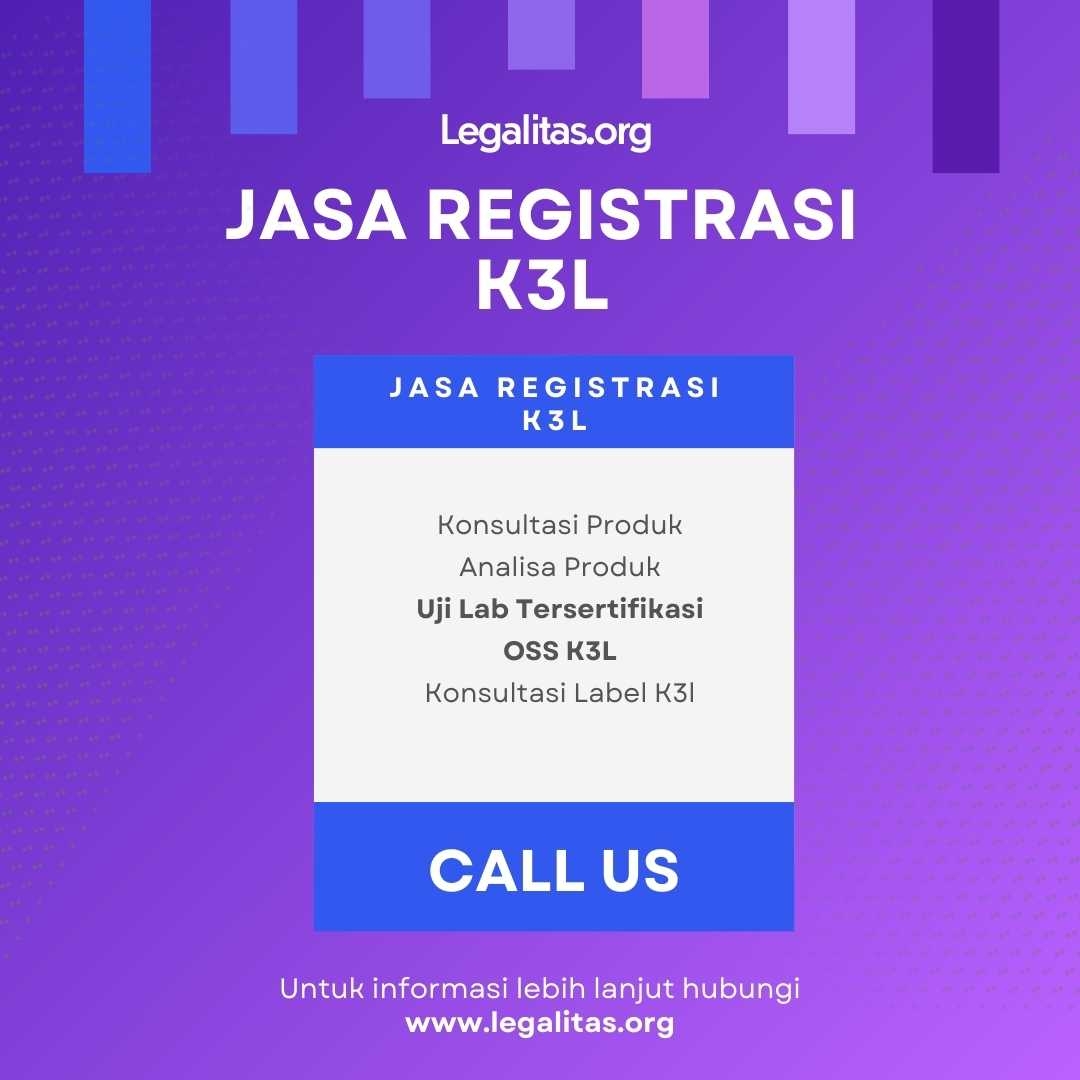 Legalitas.org
JASA REGISTRASI
K3L
JASA REGISTRASI
K3L
Konsultasi Produk
Analisa Produk
Uji Lab Tersertifikasi
OSS K3L
Konsultasi Label K3l
CALL US
Untuk informasi lebih lanjut hubungi
www.legalitas.org